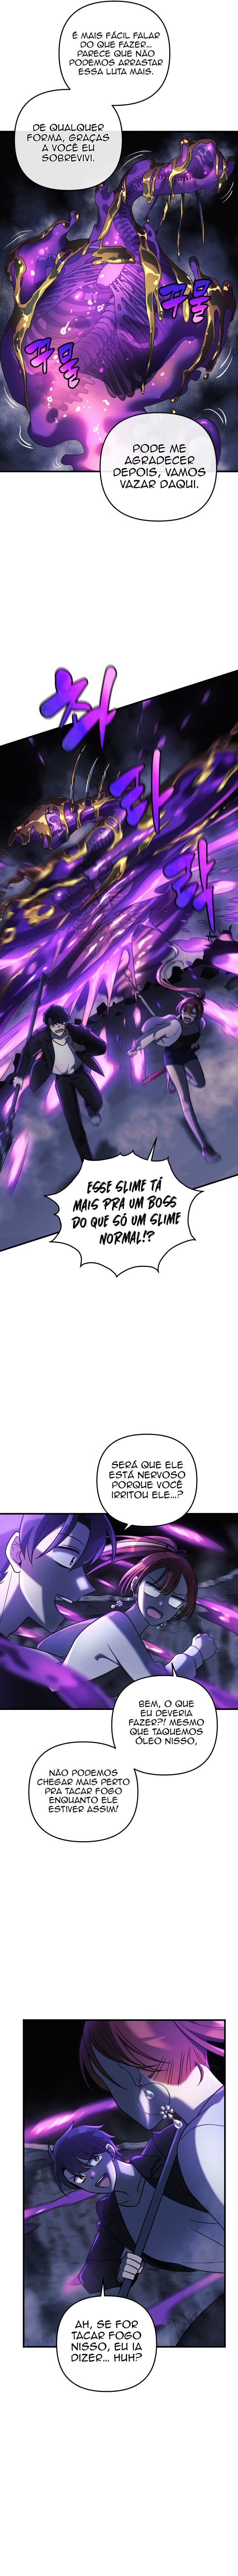 É MAIS FÁCIL FALAR
DO QUE FAZER...
PARECE QUE NÃO
PODEMOS ARRASTAR
ESSA LUTA MAIS.
DE QUALQUER
FORMA, GRAÇAS
A VOCÊ EU
SOBREVIVI.
꾸물
꾸물
PODE ME
AGRADECER
DEPOIS, VAMOS
VAZAR DAQUI.
촤
라
라
ESSE SLIME TÁ
MAIS PRA UM BOSS
DO QUE SÓ UM SLIME
NORMAL!?
SERÁ QUE ELE
ESTÁ NERVOSO
PORQUE VOCÊ
IRRITOU ELE...?
BEM, O QUE
EU DEVERIA
FAZER?! MESMO
QUE TAQUEMOS
ÓLEO NISSO,
NÃO PODEMOS
CHEGAR MAIS PERTO
PRA TACAR FOGO
ENQUANTO ELE
ESTIVER ASSIM!
AH, SE FOR
TACAR FOGO
NISSO, EU IA
DIZER... HUH?